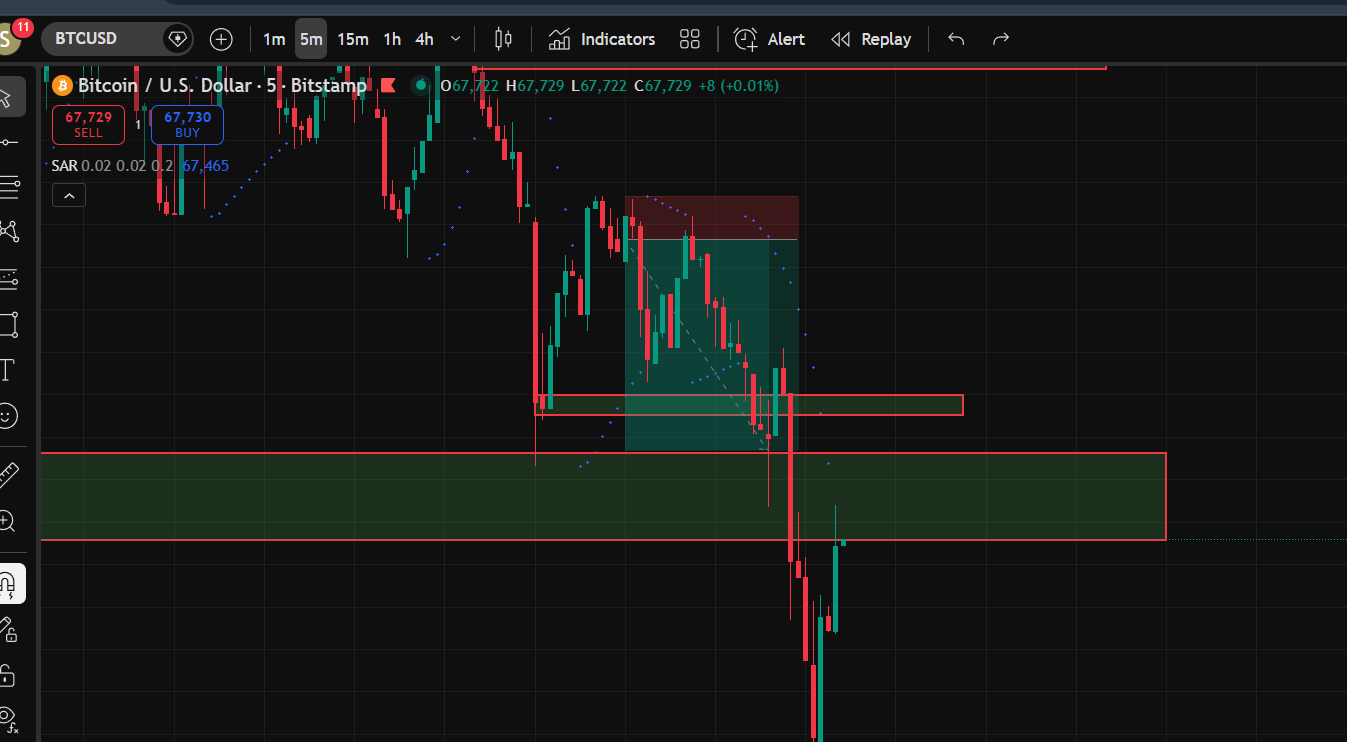 S
11
BTCUSD
1m 5m 15m 1h 4h
Indicators
Alert
Replay
Bitcoin / U.S. Dollar · 5 · Bitstamp
O67,722 H67,729 L67,722 C67,729 +8 (+0.01%)
67,729 SELL
1
67,730 BUY
SAR 0.02 0.02 0.2 67,465